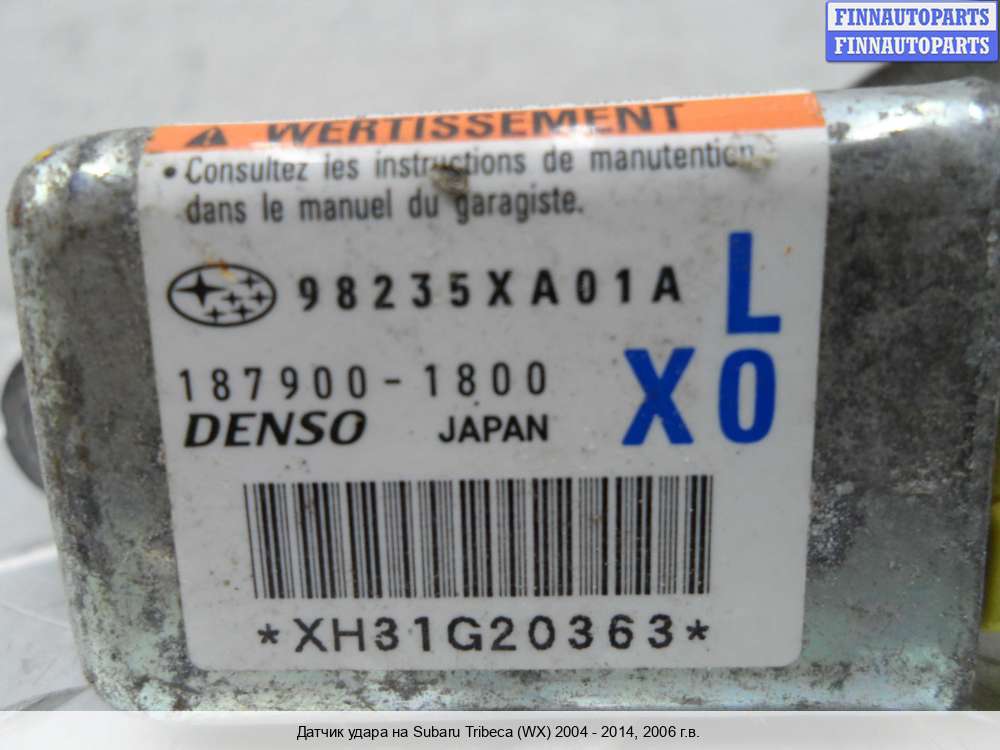 FINNAUTOPARTS
FINNAUTOPARTS
WERTISSEMENT
• Consultez les instructions de manutention
dans le manuel du garagiste.
98235XA01A
L
187900-1800
X0
DENSO JAPAN
*XH31G20363*
Датчик удара на Subaru Tribeca (WX) 2004 - 2014, 2006 г.в.